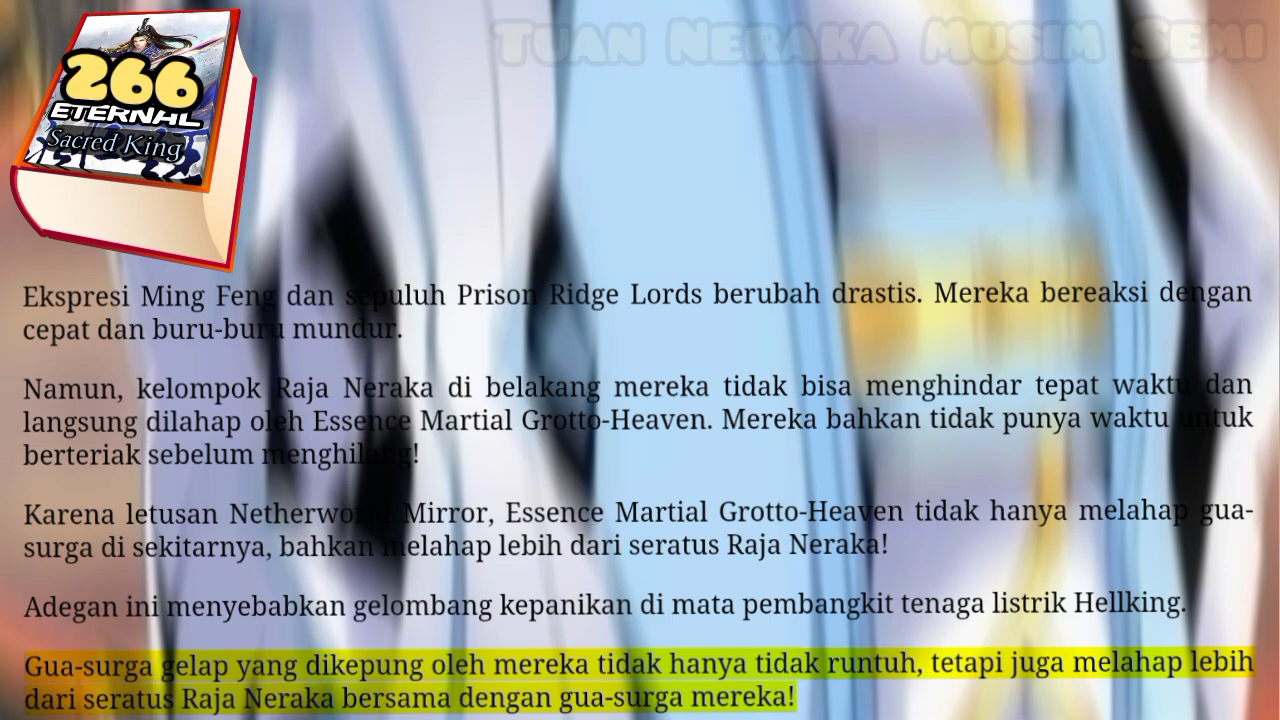 Tuan Neraka Musim Semi
266
ETERNAL
Sacred King
Ekspresi Ming Feng dan sepuluh Prison Ridge Lords berubah drastis. Mereka bereaksi dengan
cepat dan buru-buru mundur.
Namun, kelompok Raja Neraka di belakang mereka tidak bisa menghindar tepat waktu dan
langsung dilahap oleh Essence Martial Grotto-Heaven. Mereka bahkan tidak punya waktu untuk
berteriak sebelum menghilang!
Karena letusan Netherworld Mirror, Essence Martial Grotto-Heaven tidak hanya melahap gua-
surga di sekitarnya, bahkan melahap lebih dari seratus Raja Neraka!
Adegan ini menyebabkan gelombang kepanikan di mata pembangkit tenaga listrik Hellking.
Gua-surga gelap yang dikepung oleh mereka tidak hanya tidak runtuh, tetapi juga melahap lebih
dari seratus Raja Neraka bersama dengan gua-surga mereka!